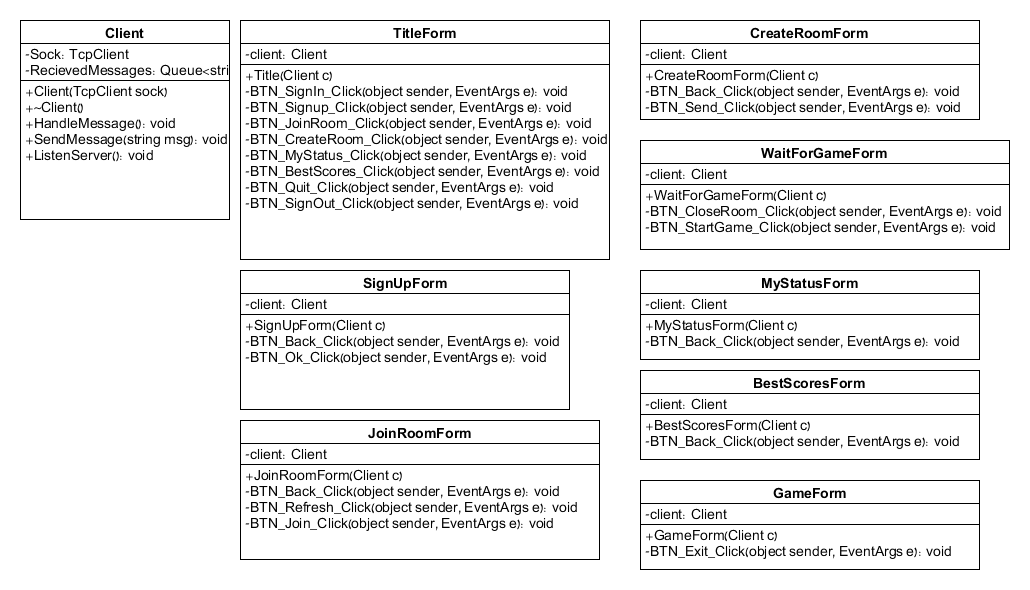 Client
-Sock: TcpClient
-RecievedMessages: Queue<stri
+Client(TcpClient sock)
+~Client()
+HandleMessage(): void
+SendMessage(string msg): void
+ListenServer(): void
TitleForm
-client: Client
+Title(Client c)
-BTN_SignIn_Click(object sender, EventArgs e): void
-BTN_Signup_Click(object sender, EventArgs e): void
-BTN_JoinRoom_Click(object sender, EventArgs e): void
-BTN_CreateRoom_Click(object sender, EventArgs e): void
-BTN_MyStatus_Click(object sender, EventArgs e): void
-BTN_BestScores_Click(object sender, EventArgs e): void
-BTN_Quit_Click(object sender, EventArgs e): void
-BTN_SignOut_Click(object sender, EventArgs e): void
SignUpForm
-client: Client
+SignUpForm(Client c)
-BTN_Back_Click(object sender, EventArgs e): void
-BTN_Ok_Click(object sender, EventArgs e): void
JoinRoomForm
-client: Client
+JoinRoomForm(Client c)
-BTN_Back_Click(object sender, EventArgs e): void
-BTN_Refresh_Click(object sender, EventArgs e): void
-BTN_Join_Click(object sender, EventArgs e): void
CreateRoomForm
-client: Client
+CreateRoomForm(Client c)
-BTN_Back_Click(object sender, EventArgs e): void
-BTN_Send_Click(object sender, EventArgs e): void
WaitForGameForm
-client: Client
+WaitForGameForm(Client c)
-BTN_CloseRoom_Click(object sender, EventArgs e): void
-BTN_StartGame_Click(object sender, EventArgs e): void
MyStatusForm
-client: Client
+MyStatusForm(Client c)
-BTN_Back_Click(object sender, EventArgs e): void
BestScoresForm
-client: Client
+BestScoresForm(Client c)
-BTN_Back_Click(object sender, EventArgs e): void
GameForm
-client: Client
+GameForm(Client c)
-BTN_Exit_Click(object sender, EventArgs e): void